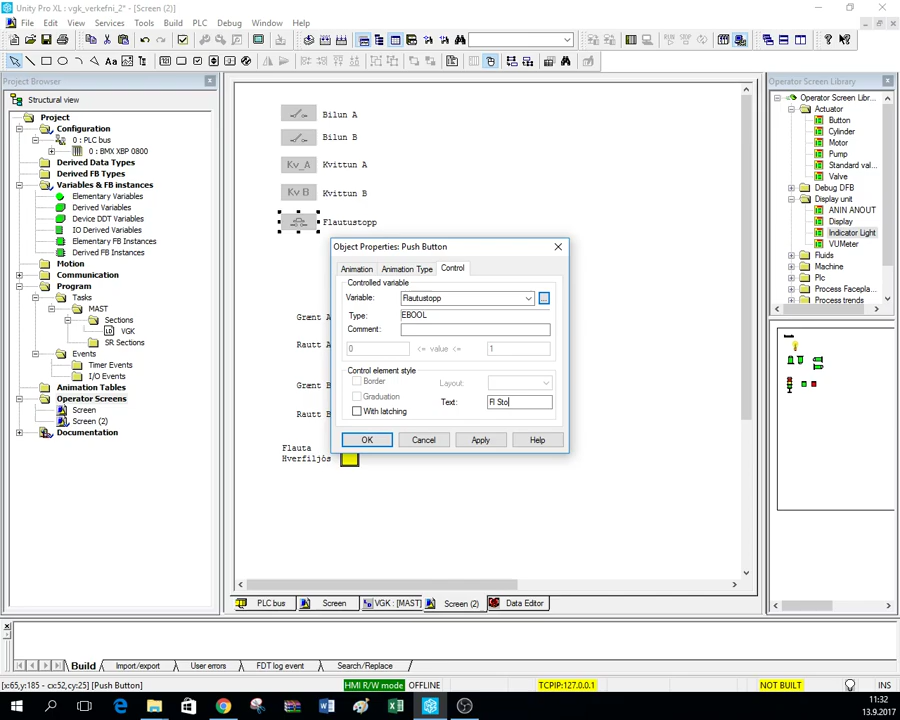 Unity Pro XL : vgk_verkefni_2* - [Screen (2)]
File Edit View Services Tools Build PLC Debug Window Help
Project Browser
Structural view
Project
Configuration
0 : PLC bus
0 : BMX XBP 0800
Derived Data Types
Derived FB Types
Variables & FB instances
Elementary Variables
Derived Variables
Device DDT Variables
IO Derived Variables
Elementary FB Instances
Derived FB Instances
Motion
Communication
Program
Tasks
MAST
Sections
LD VGK
SR Sections
Events
Timer Events
I/O Events
Animation Tables
Operator Screens
Screen
Screen (2)
Documentation
Bilun A
Bilun B
Kv_A Kvittun A
Kv B Kvittun B
Flautustopp
Grænt A
Rautt A
Grænt B
Rautt B
Flauta
Hverfiljós
Object Properties: Push Button
Animation Animation Type Control
Controlled variable
Variable: Flautustopp ...
Type: EBOOL
Comment:
0 <= value <= 1
Control element style
Border Layout:
Graduation
Text: Fl Sto
With latching
OK Cancel Apply Help
Operator Screen Library
Operator Screen Libr...
Actuator
Button
Cylinder
Motor
Pump
Standard val...
Valve
Debug DFB
Display unit
ANIN ANOUT
Display
Indicator Light
VUMeter
Fluids
Machine
Plc
Process Facepla...
Process trends
PLC bus Screen VGK : [MAST] Screen (2) Data Editor
Build Import/export User errors FDT log event Search/Replace
[x:65,y:185 - cx:52,cy:25] [Push Button] HMI R/W mode OFFLINE TCPIP:127.0.0.1 NOT BUILT INS
11:32
13.9.2017